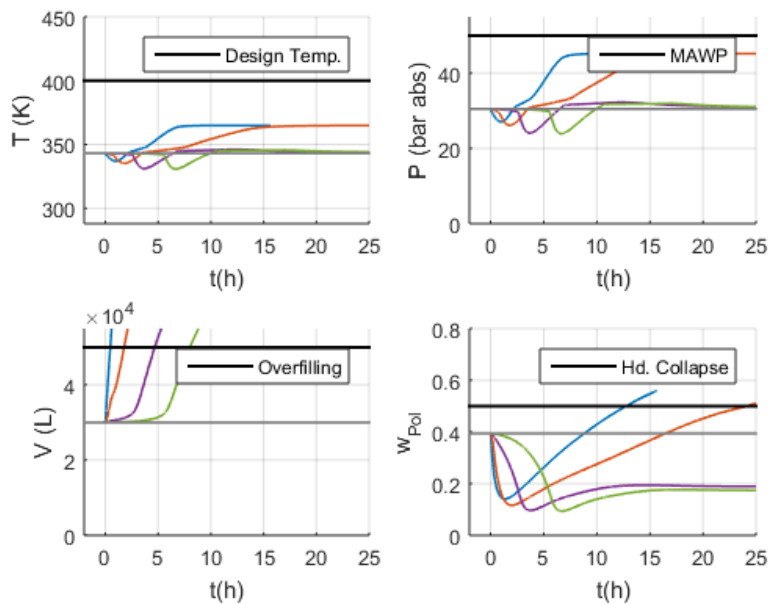 450
400
350
300
T (K)
Design Temp.
0 5 10 15 20 25
t(h)
40
20
0
P (bar abs)
MAWP
0 5 10 15 20 25
t(h)
×10⁴
4
2
0
V (L)
Overfilling
0 5 10 15 20 25
t(h)
0.8
0.6
0.4
0.2
0
w_Pol
Hd. Collapse
0 5 10 15 20 25
t(h)